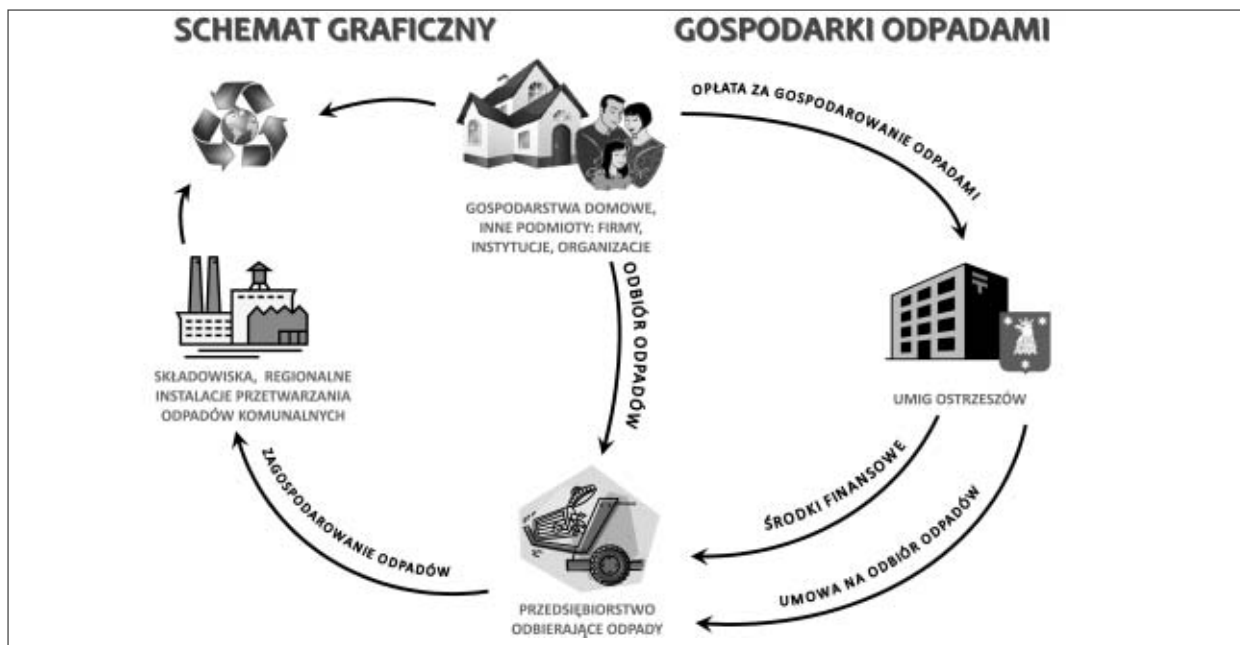 SCHEMAT GRAFICZNY GOSPODARKI ODPADAMI
OPŁATA ZA GOSPODAROWANIE ODPADAMI
GOSPODARSTWA DOMOWE,
INNE PODMIOTY: FIRMY,
INSTYTUCJE, ORGANIZACJE
ODBIÓR ODPADÓW
SKŁADOWISKA, REGIONALNE
INSTALACJE PRZETWARZANIA
ODPADÓW KOMUNALNYCH
UMIG OSTRZESZÓW
ZAGOSPODAROWANIE ODPADÓW
ŚRODKI FINANSOWE
UMOWA NA ODBIÓR ODPADÓW
PRZEDSIĘBIORSTWO
ODBIERAJĄCE ODPADY